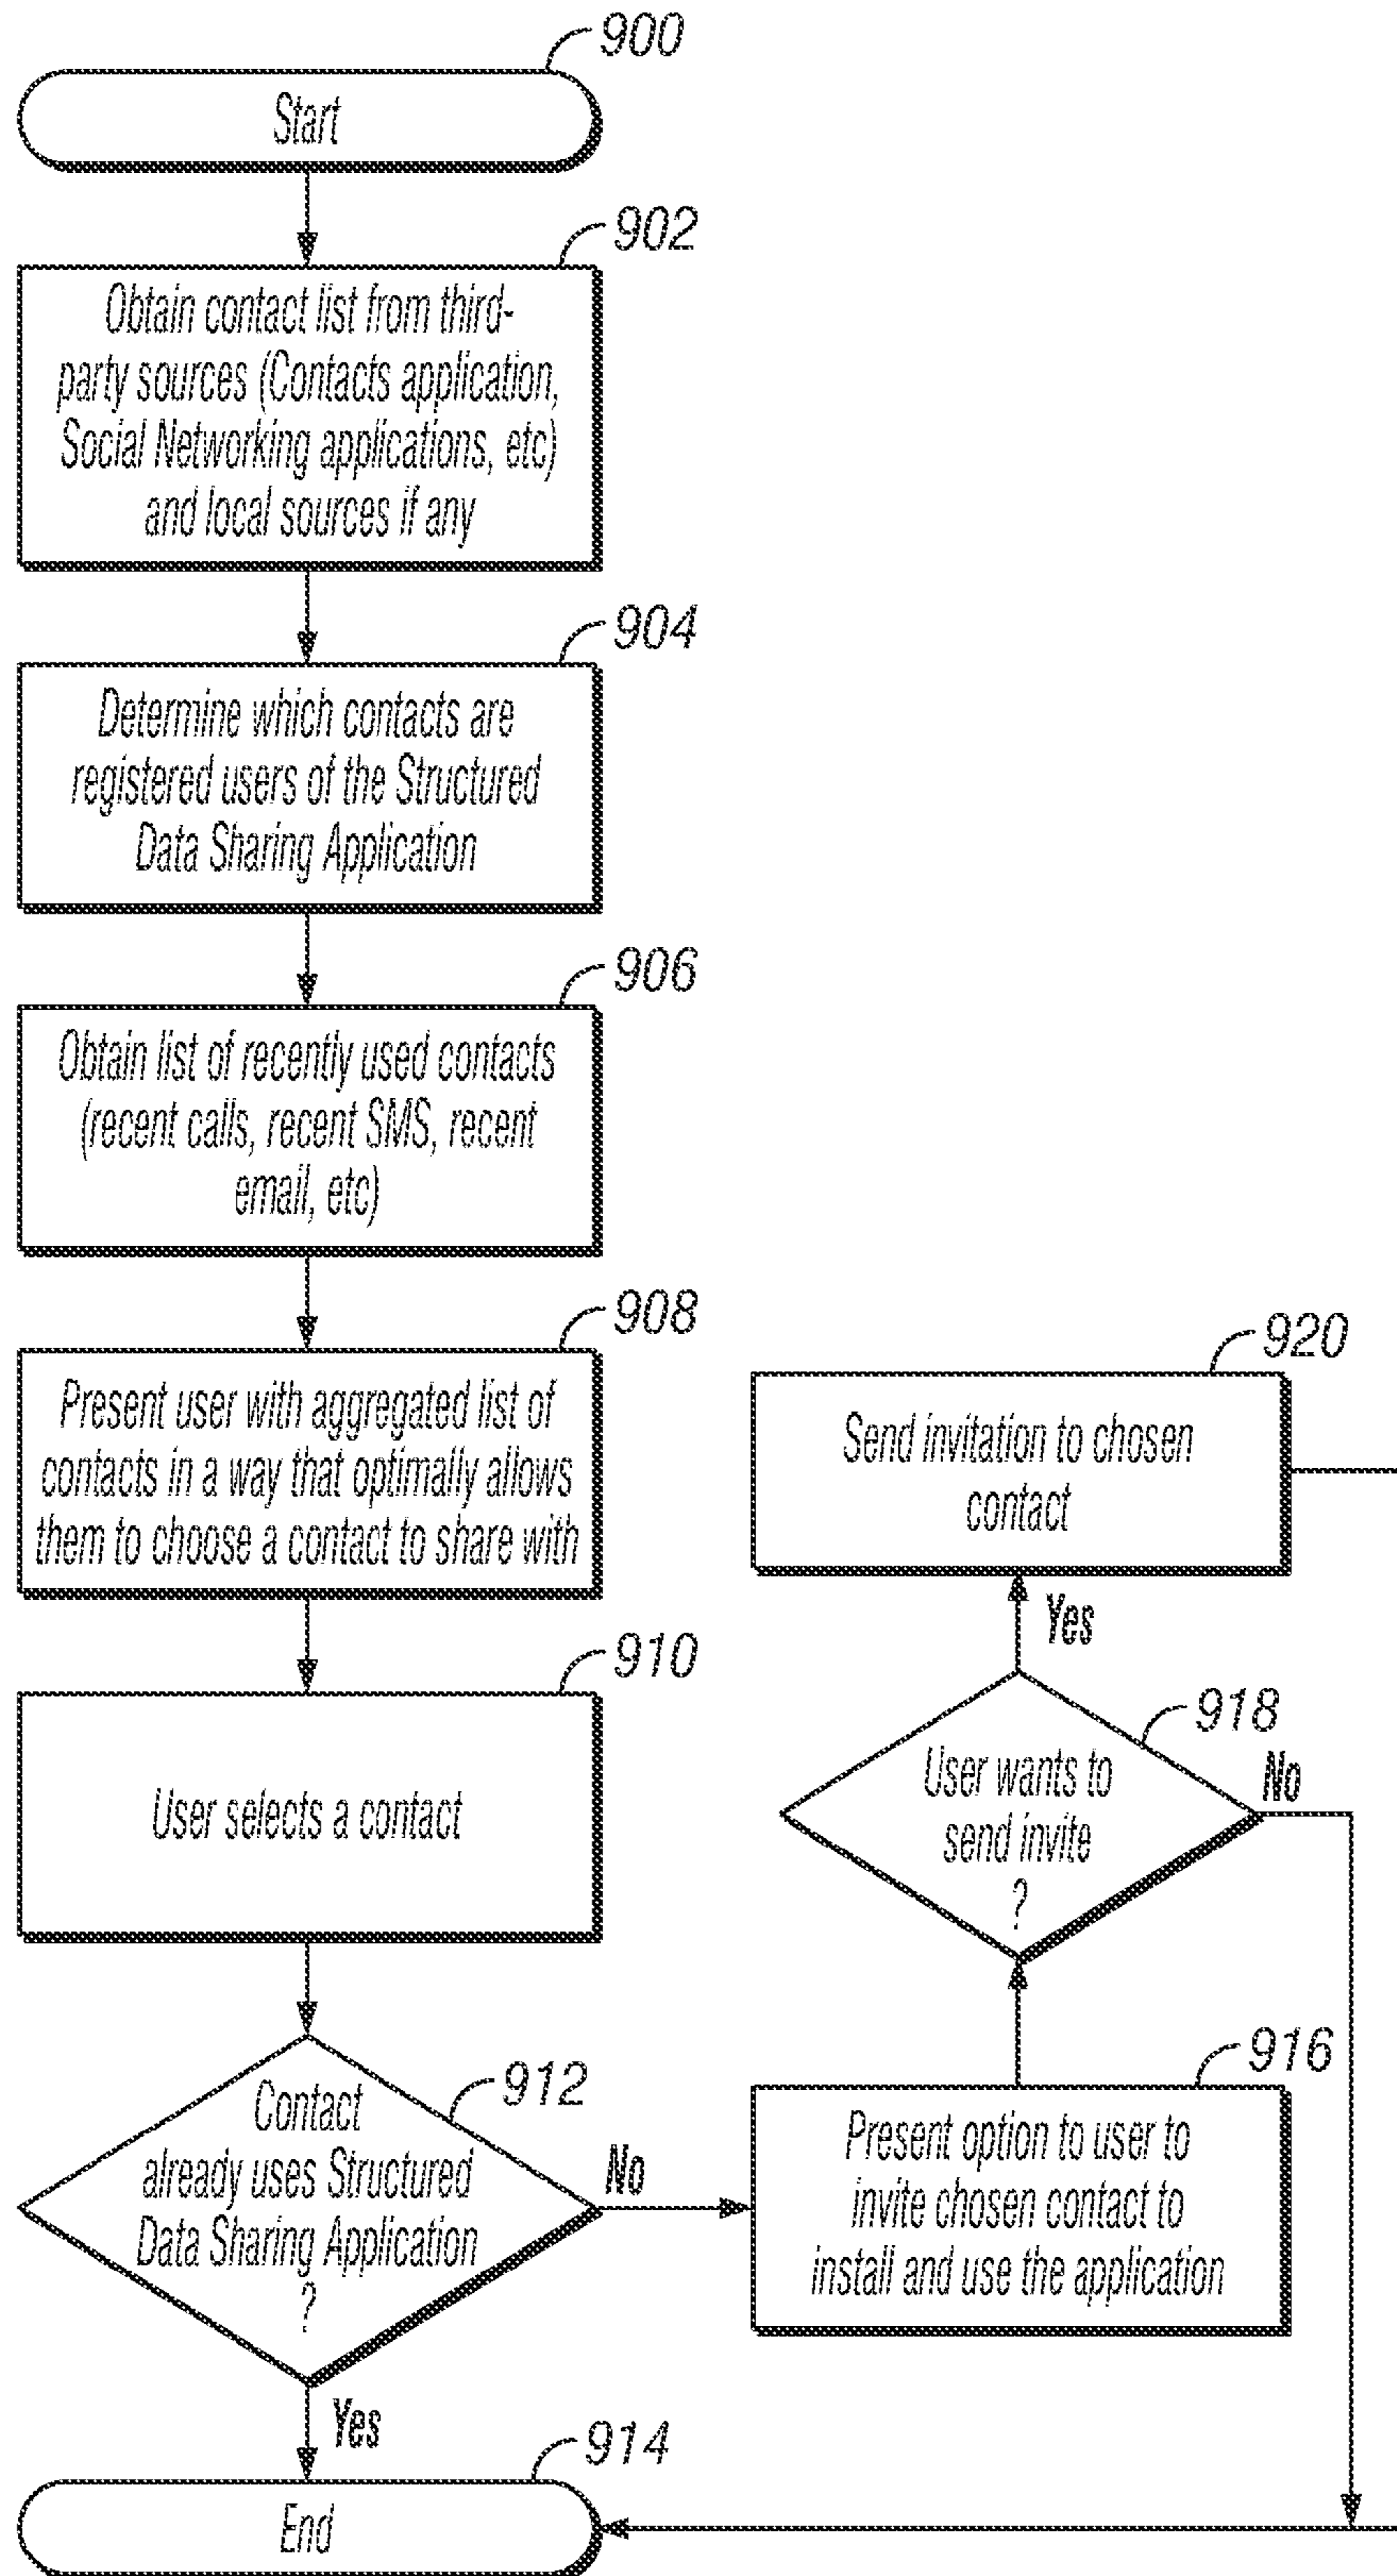 900
Start
902
Obtain contact list from third-
party sources (Contacts application,
Social Networking applications, etc)
and local sources if any
904
Determine which contacts are
registered users of the Structured
Data Sharing Application
906
Obtain list of recently used contacts
(recent calls, recent SMS, recent
email, etc)
908
Present user with aggregated list of
contacts in a way that optimally allows
them to choose a contact to share with
910
User selects a contact
912
Contact
already uses Structured
Data Sharing Application
?
No
Yes
914
End
916
Present option to user to
invite chosen contact to
install and use the application
918
User wants to
send invite
?
No
Yes
920
Send invitation to chosen
contact